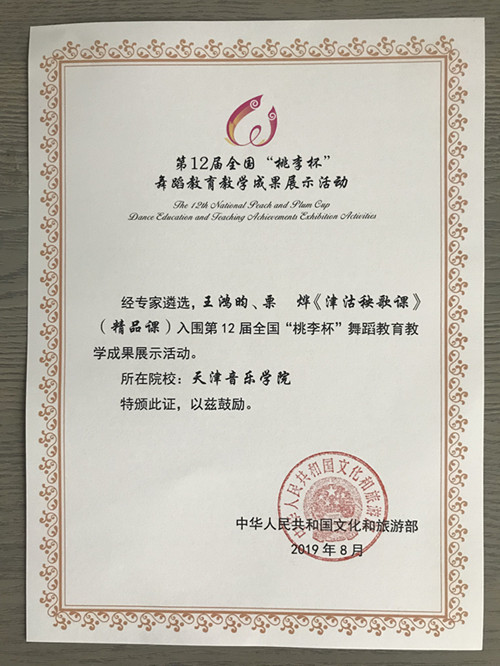 第12届全国“桃李杯”
舞蹈教育教学成果展示活动
The 12th National Peach and Plum Cup
Dance Education and Teaching Achievements Exhibition Activities
经专家遴选，王鸿昀、栗　烨《津沽秧歌课》
（精品课）入围第12届全国“桃李杯”舞蹈教育教
学成果展示活动。
所在院校：天津音乐学院
特颁此证，以兹鼓励。
中华人民共和国文化和旅游部
中华人民共和国文化和旅游部
2019年8月